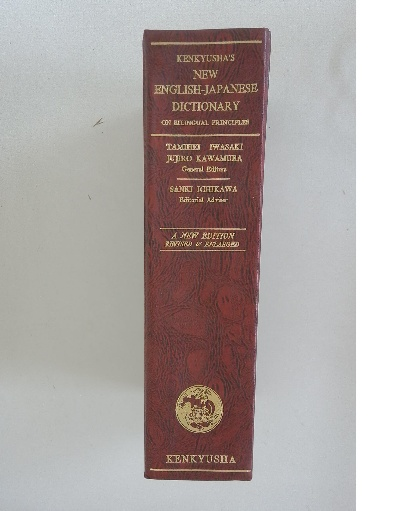 KENKYUSHA'S
NEW
ENGLISH-JAPANESE
DICTIONARY
ON BILINGUAL PRINCIPLES
TAMIHEI IWASAKI
JUJIRO KAWAMURA
General Editors
SANKI ICHIKAWA
Editorial Adviser
A NEW EDITION
REVISED & ENLARGED
KENKYUSHA